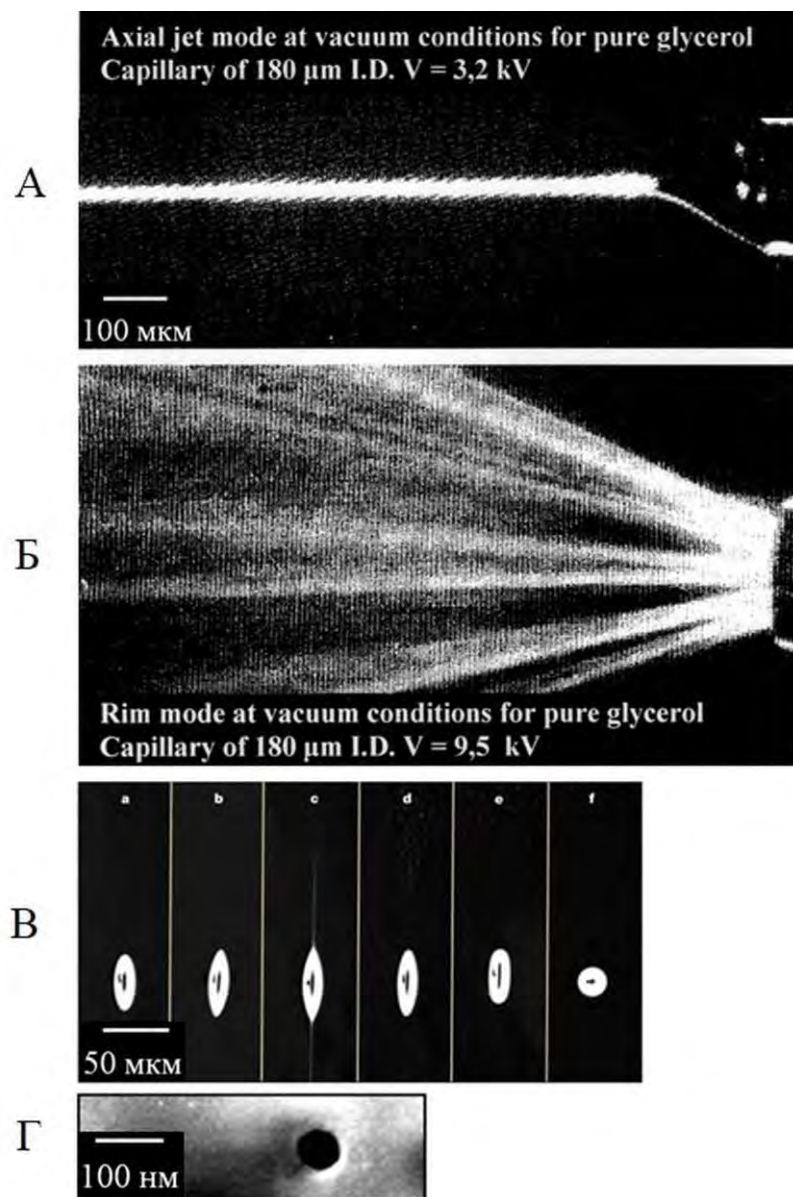 Axial jet mode at vacuum conditions for pure glycerol
Capillary of 180 µm I.D. V = 3,2 kV
А
100 мкм
Б
Rim mode at vacuum conditions for pure glycerol
Capillary of 180 µm I.D. V = 9,5 kV
a b c d e f
В
50 мкм
Г
100 нм